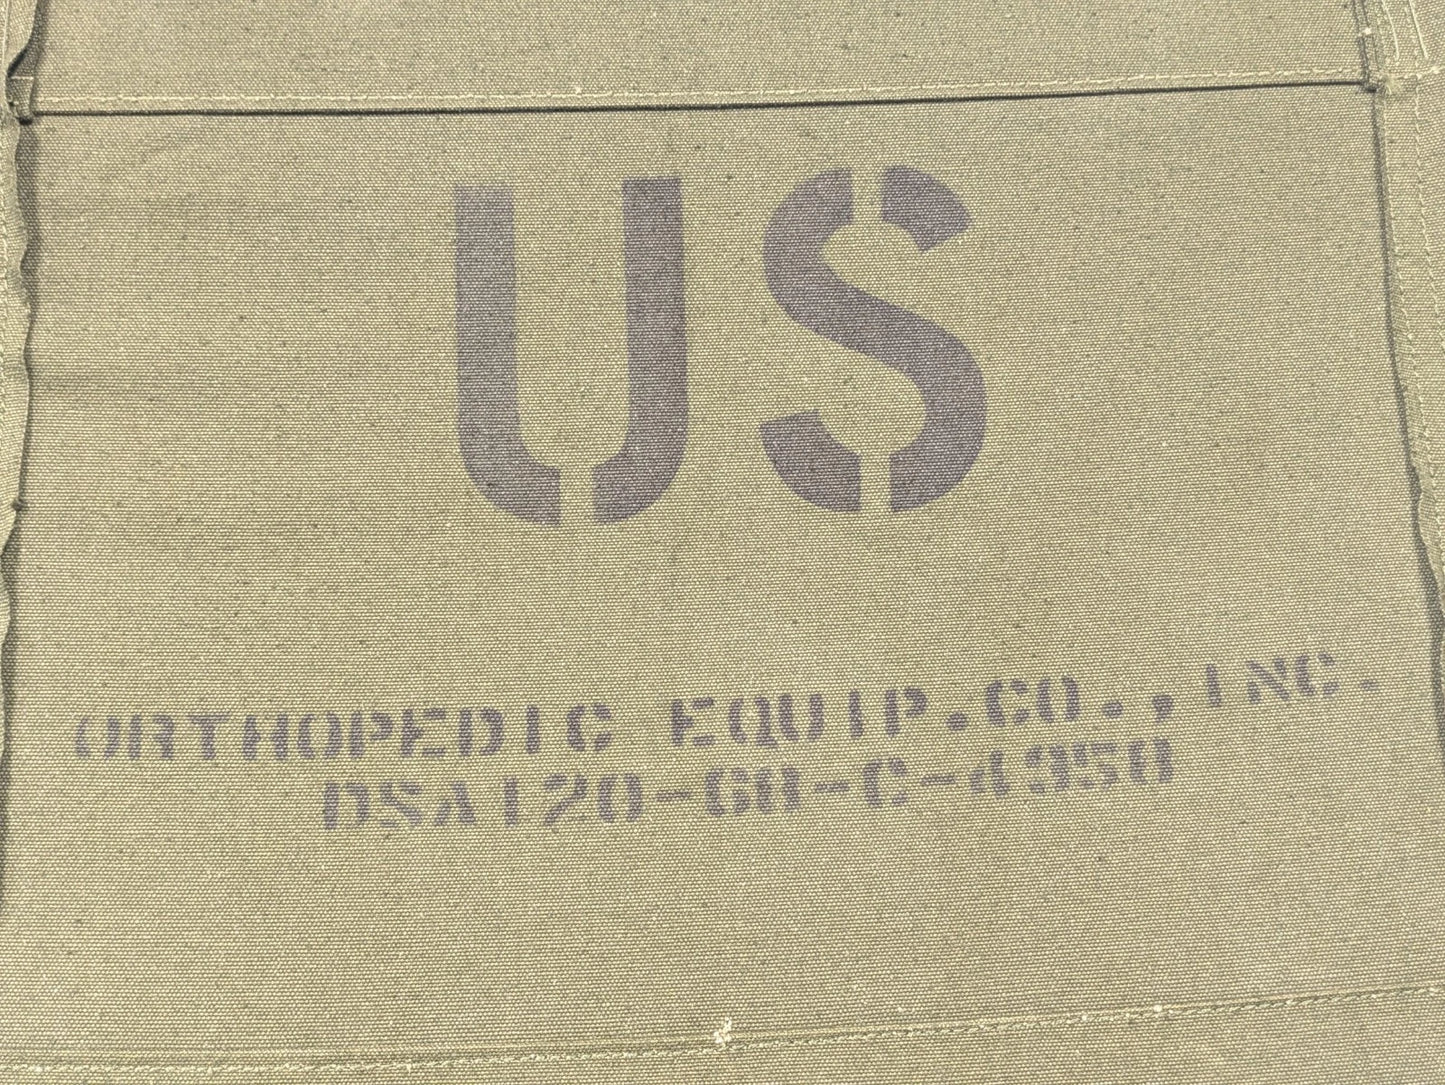 US
ORTHOPEDIC EQUIP.CO.,INC.
DSA120-68-C-4350